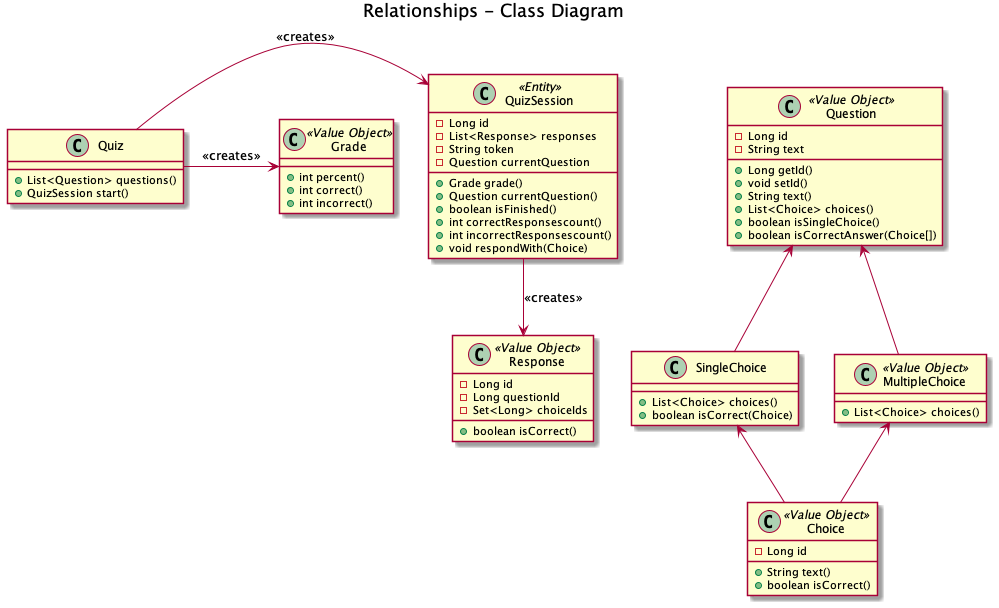 Relationships - Class Diagram
«creates»
C
Quiz
List<Question> questions()
QuizSession start()
«creates»
C
«Value Object»
Grade
int percent()
int correct()
int incorrect()
C
«Entity»
QuizSession
Long id
List<Response> responses
String token
Question currentQuestion
Grade grade()
Question currentQuestion()
boolean isFinished()
int correctResponsescount()
int incorrectResponsescount()
void respondWith(Choice)
«creates»
C
«Value Object»
Response
Long id
Long questionId
Set<Long> choiceIds
boolean isCorrect()
C
«Value Object»
Question
Long id
String text
Long getId()
void setId()
String text()
List<Choice> choices()
boolean isSingleChoice()
boolean isCorrectAnswer(Choice[])
C
SingleChoice
List<Choice> choices()
boolean isCorrect(Choice)
C
«Value Object»
MultipleChoice
List<Choice> choices()
C
«Value Object»
Choice
Long id
String text()
boolean isCorrect()